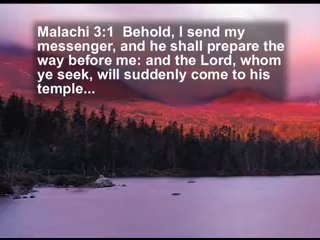 Malachi 3:1  Behold, I send my
messenger, and he shall prepare the
way before me: and the Lord, whom
ye seek, will suddenly come to his
temple...